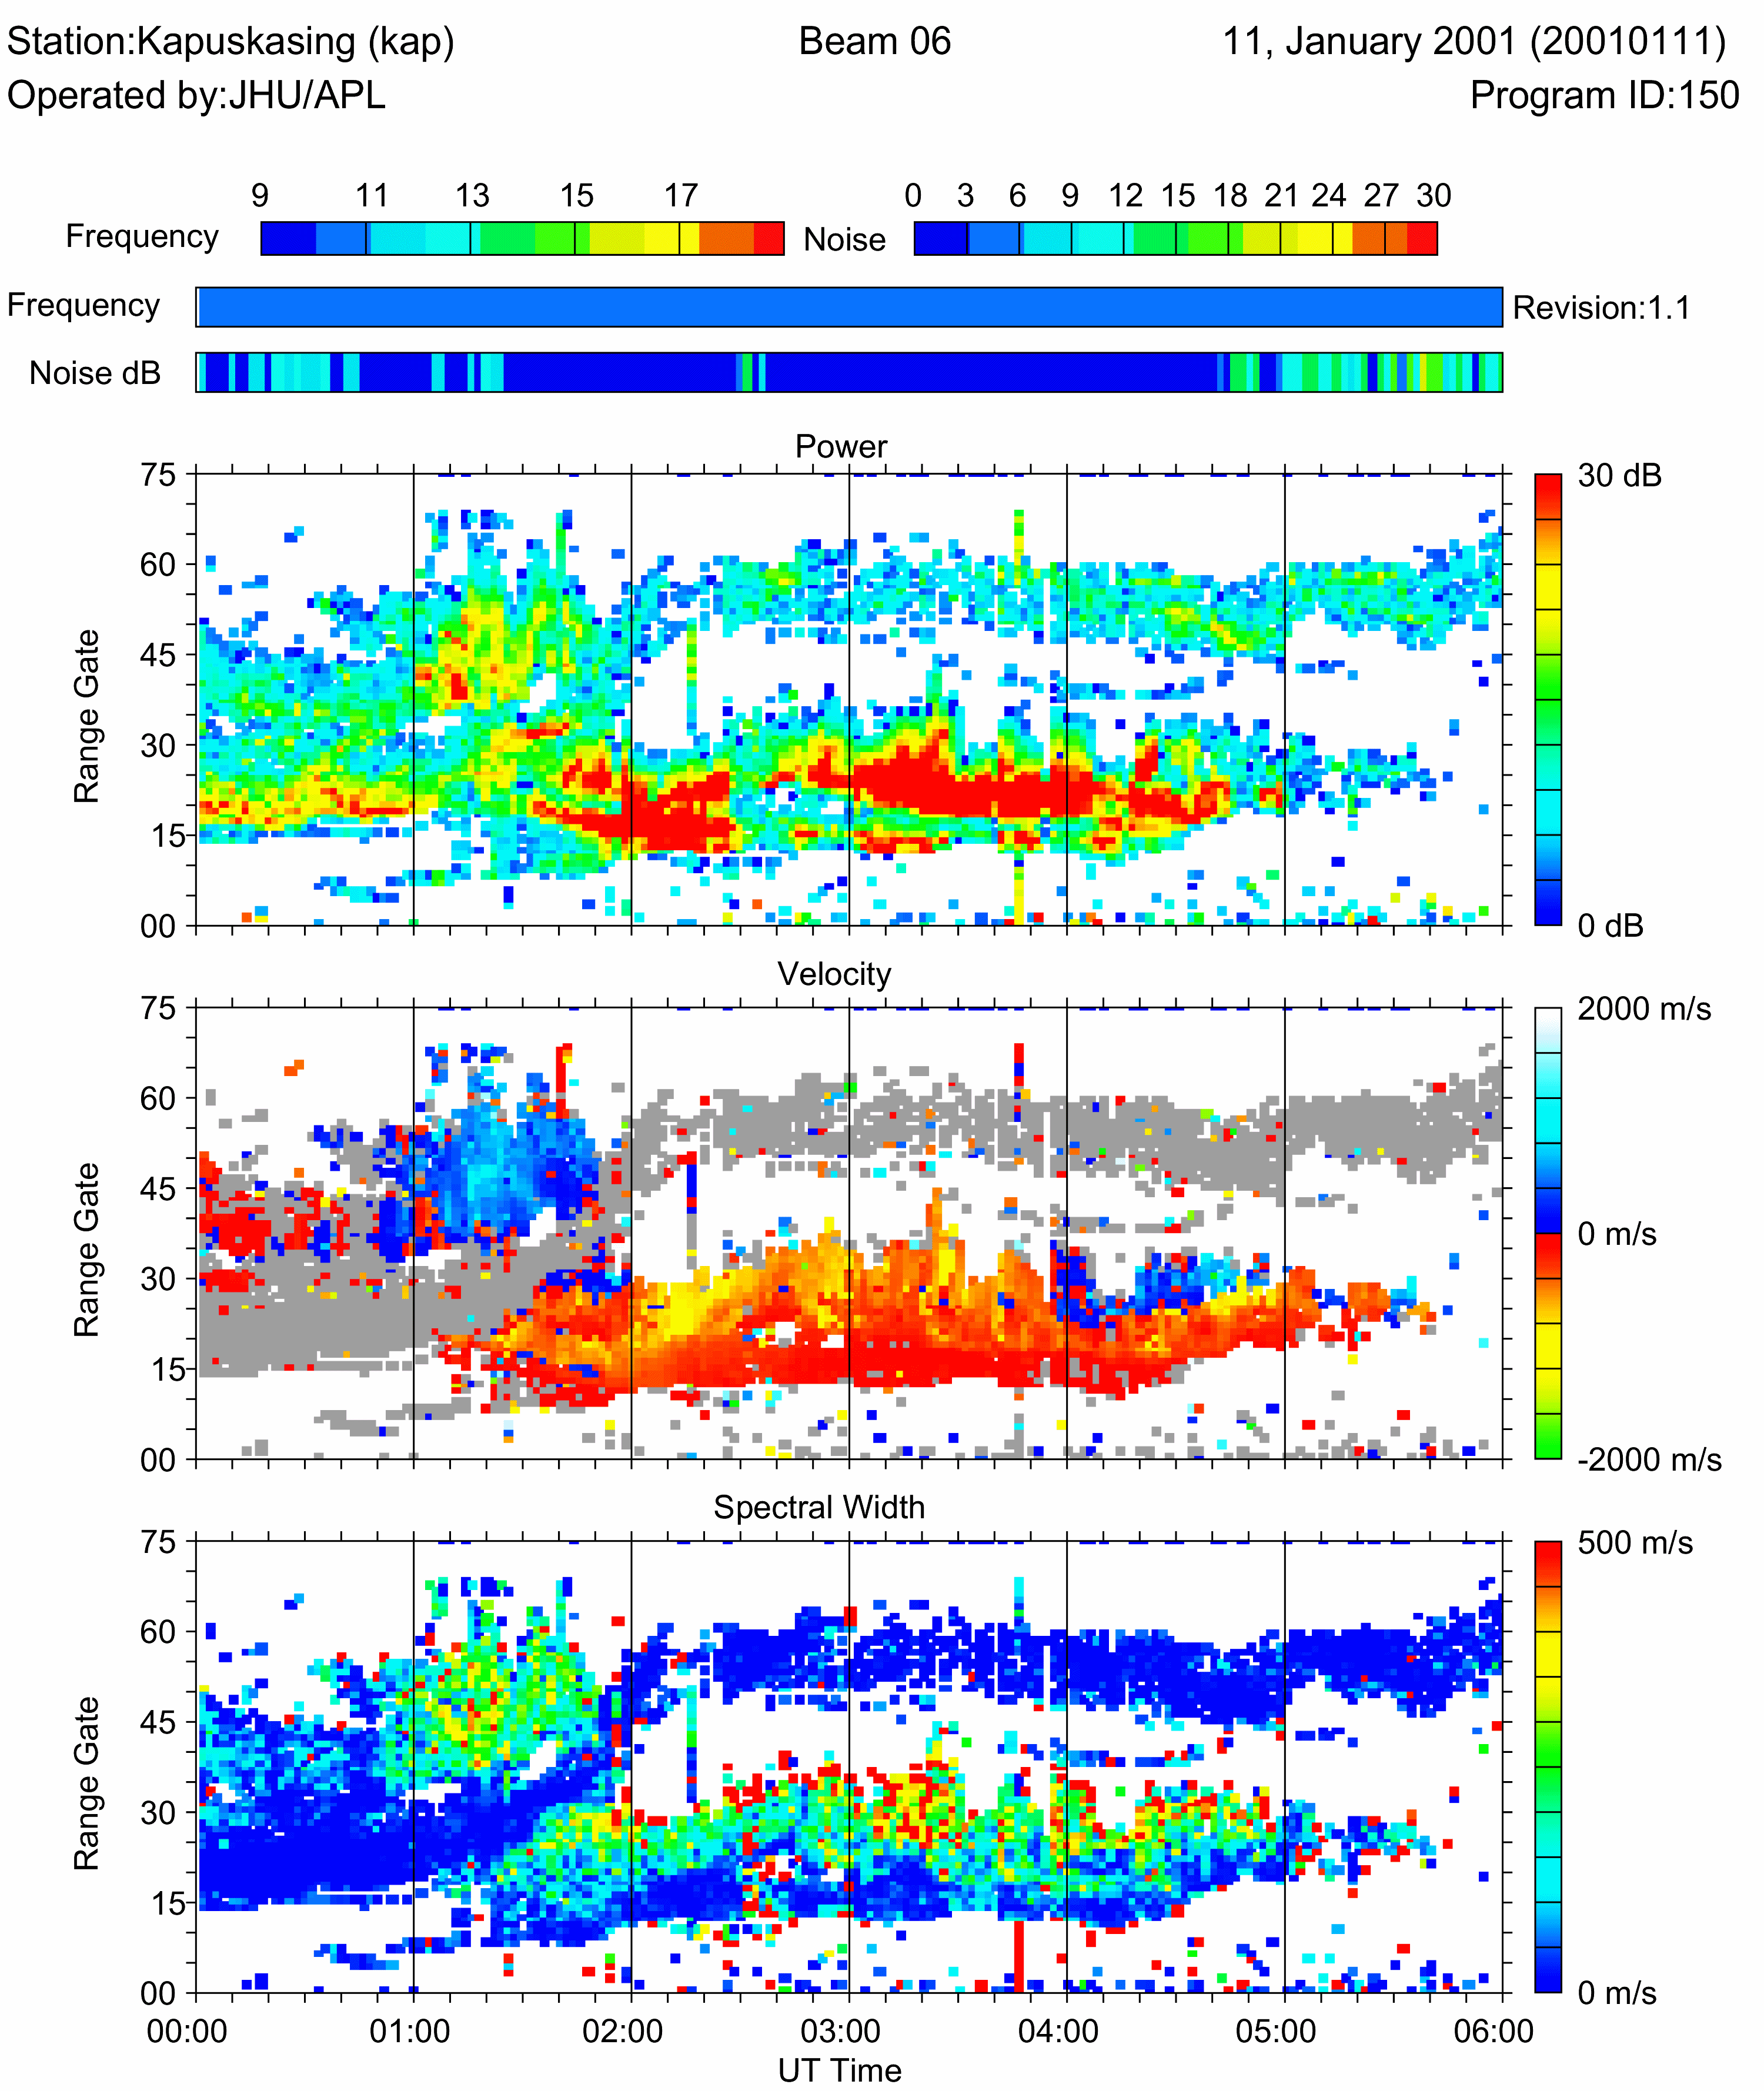 Station:Kapuskasing (kap) Beam 06 11, January 2001 (20010111)
Operated by:JHU/APL Program ID:150
9 11 13 15 17 0 3 6 9 12 15 18 21 24 27 30
Frequency Noise
Frequency Revision:1.1
Noise dB
Power
75 30 dB
60
45
Range Gate
30
15
00 0 dB
Velocity
75 2000 m/s
60
45
Range Gate 0 m/s
30
15
00 -2000 m/s
Spectral Width
75 500 m/s
60
45
Range Gate
30
15
00 0 m/s
00:00 01:00 02:00 03:00 04:00 05:00 06:00
UT Time